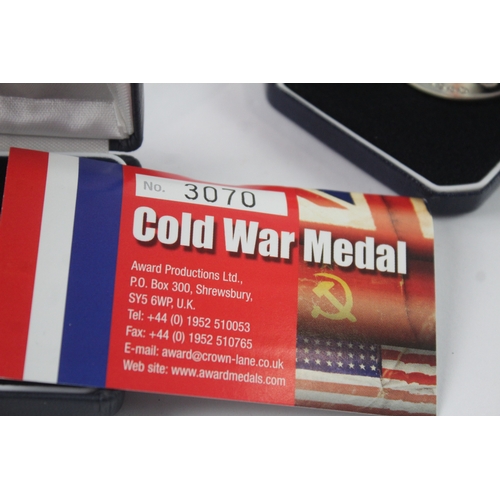 No. 3070
Cold War Medal
Award Productions Ltd.,
P.O. Box 300, Shrewsbury,
SY5 6WP, U.K.
Tel: +44 (0) 1952 510053
Fax: +44 (0) 1952 510765
E-mail: award@crown-lane.co.uk
Web site: www.awardmedals.com